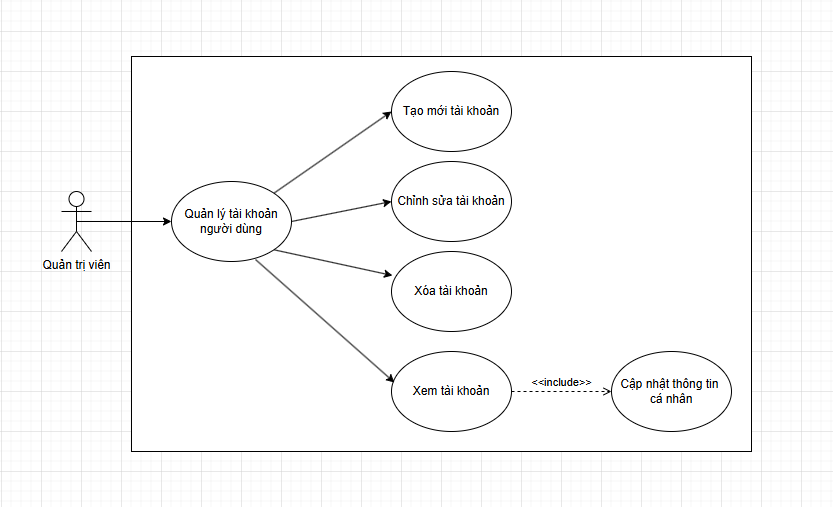 Tạo mới tài khoản
Chỉnh sửa tài khoản
Quản lý tài khoản
người dùng
Quản trị viên
Xóa tài khoản
Xem tài khoản
<<include>>
Cập nhật thông tin
cá nhân